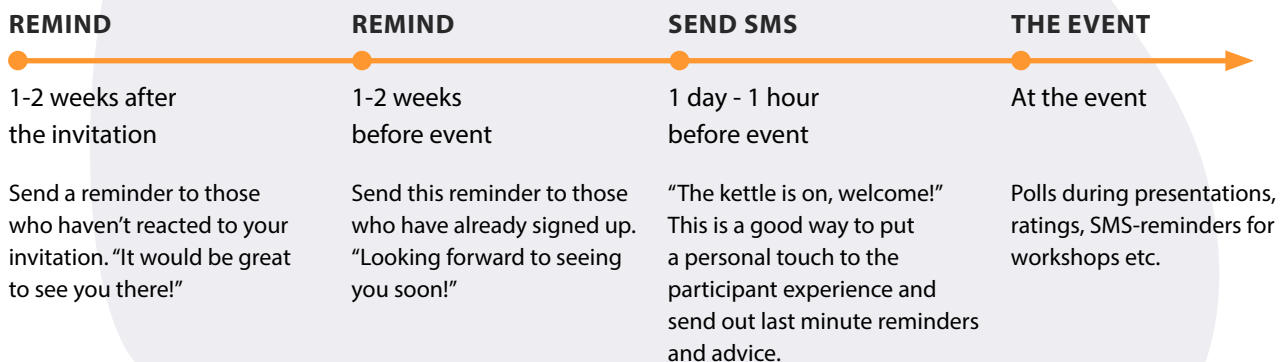 REMIND
1-2 weeks after
the invitation
Send a reminder to those
who haven’t reacted to your
invitation. “It would be great
to see you there!”
REMIND
1-2 weeks
before event
Send this reminder to those
who have already signed up.
“Looking forward to seeing
you soon!”
SEND SMS
1 day - 1 hour
before event
“The kettle is on, welcome!”
This is a good way to put
a personal touch to the
participant experience and
send out last minute reminders
and advice.
THE EVENT
At the event
Polls during presentations,
ratings, SMS-reminders for
workshops etc.